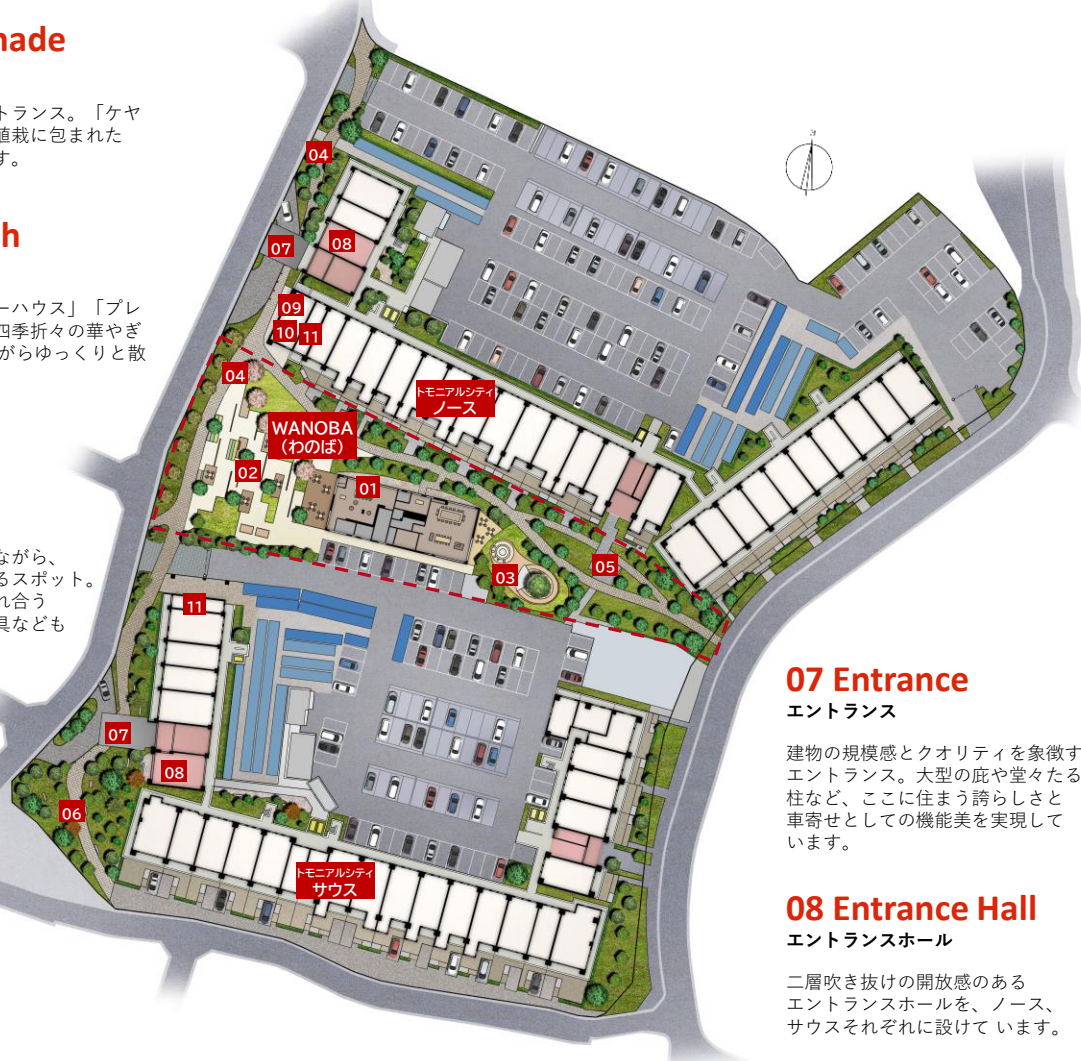 nade
トランス。「ケヤ
植栽に包まれた
す。
h
ーハウス」「プレ
四季折々の華やぎ
がらゆっくりと散
ながら、
るスポット。
れ合う
具なども
04
07
08
09
10 11
04
トモニアルシティ
ノース
WANOBA
(わのば)
02
01
03
05
11
07
08
06
トモニアルシティ
サウス
07 Entrance
エントランス
建物の規模感とクオリティを象徴す
エントランス。大型の庇や堂々たる
柱など、ここに住まう誇らしさと
車寄せとしての機能美を実現して
います。
08 Entrance Hall
エントランスホール
二層吹き抜けの開放感のある
エントランスホールを、ノース、
サウスそれぞれに設けて います。